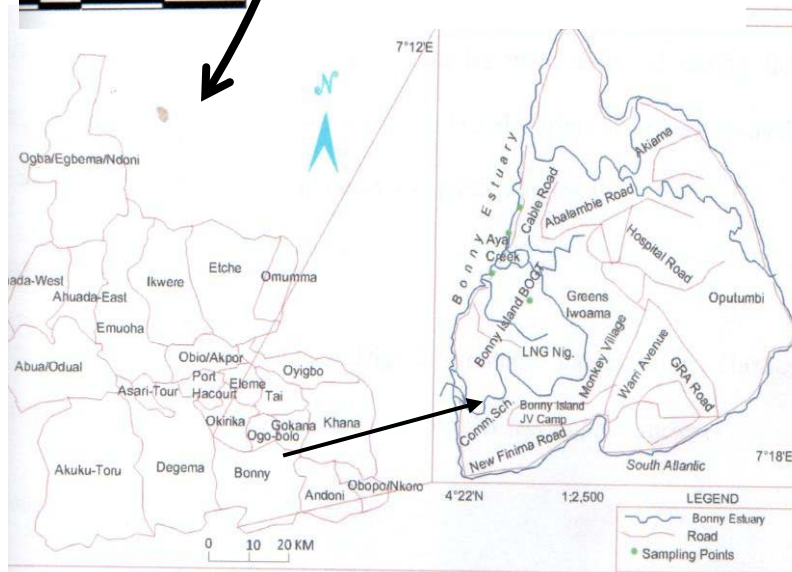 7°12'E
N
Ogba/Egbema/Ndoni
Ikwere
Etche
Omumma
ada-West
Ahuada-East
Emuoha
Abua/Odual
Obio/Akpor
Oyigbo
Port
Hacourt
Eleme
Tai
Asari-Tour
Okirika
Gokana
Ogo-bolo
Khana
Akuku-Toru
Degema
Bonny
Andoni
Obopo/Nkoro
0 10 20 KM
Bonny Estuary
Akiama
Cable Road
Abalambie Road
Aya
Creek
Hospital Road
Bonny Island BOGT
Greens
Iwoama
Oputumbi
LNG Nig.
Monkey Village
Warri Avenue
GRA Road
Comm.Sch.
Bonny Island
JV Camp
New Finima Road
South Atlantic
7°18'E
4°22'N
1:2,500
LEGEND
Bonny Estuary
Road
Sampling Points